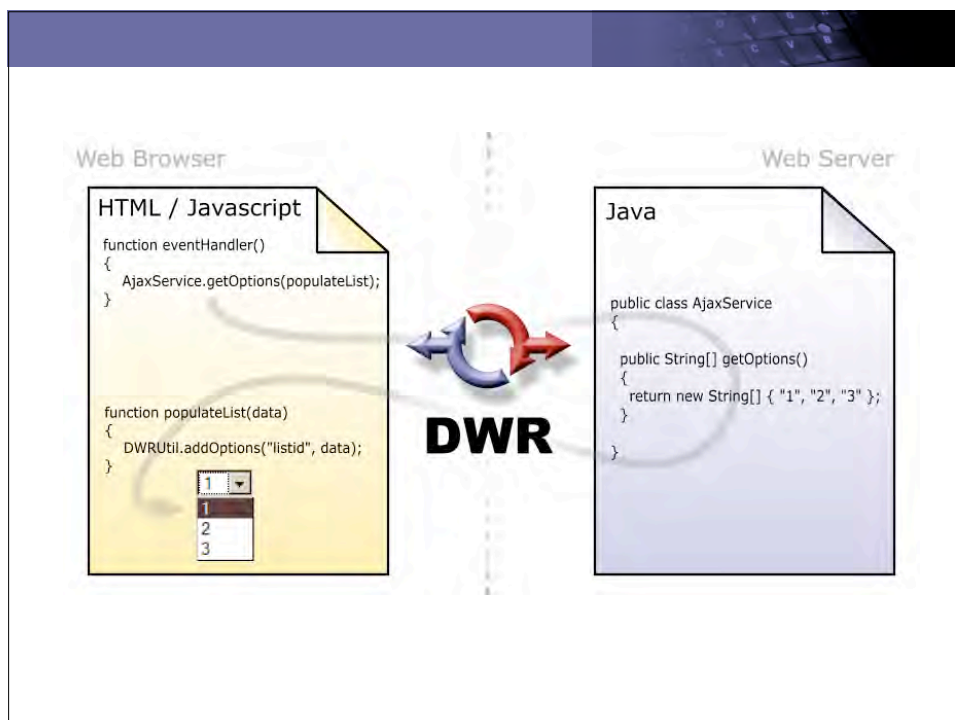 Web Browser
Web Server
HTML / Javascript
function eventHandler()
{
AjaxService.getOptions(populateList);
}
function populateList(data)
{
DWRUtil.addOptions("listid", data);
}
1
1
2
3
DWR
Java
public class AjaxService
{
public String[] getOptions()
{
return new String[] { "1", "2", "3" };
}
}